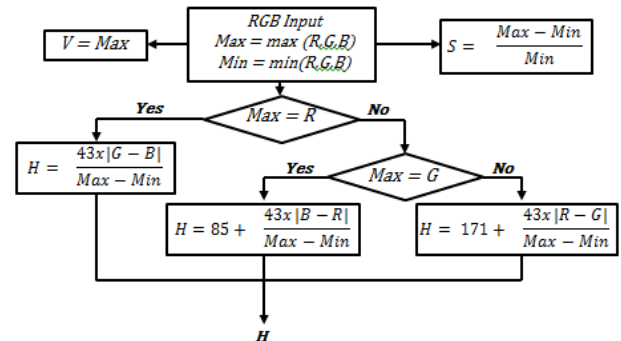 RGB Input
Max = max (R,G,B)
Min = min(R,G,B)
V = Max
S = Max − Min
Min
Max = R
Yes
No
H = 43x|G − B|
Max − Min
Max = G
Yes
No
H = 85 + 43x|B − R|
Max − Min
H = 171 + 43x|R − G|
Max − Min
H